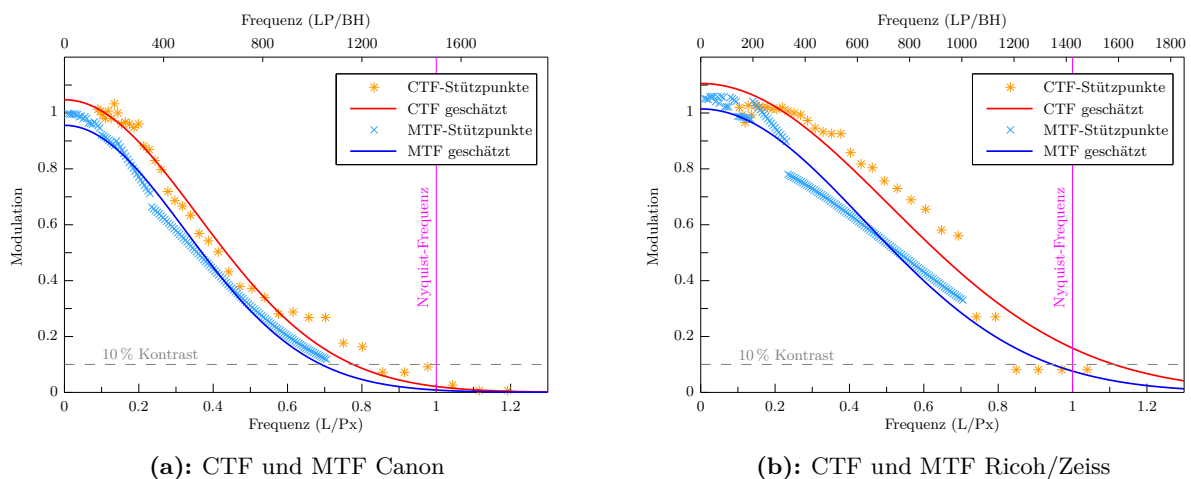 Frequenz (LP/BH)
0 400 800 1200 1600
CTF-Stützpunkte
CTF geschätzt
MTF-Stützpunkte
MTF geschätzt
Modulation
1
0.8
0.6
0.4
0.2
0
Nyquist-Frequenz
10 % Kontrast
0 0.2 0.4 0.6 0.8 1 1.2
Frequenz (L/Px)
(a): CTF und MTF Canon
Frequenz (LP/BH)
0 200 400 600 800 1000 1200 1400 1600 1800
CTF-Stützpunkte
CTF geschätzt
MTF-Stützpunkte
MTF geschätzt
Modulation
1
0.8
0.6
0.4
0.2
0
Nyquist-Frequenz
10 % Kontrast
0 0.2 0.4 0.6 0.8 1 1.2
Frequenz (L/Px)
(b): CTF und MTF Ricoh/Zeiss